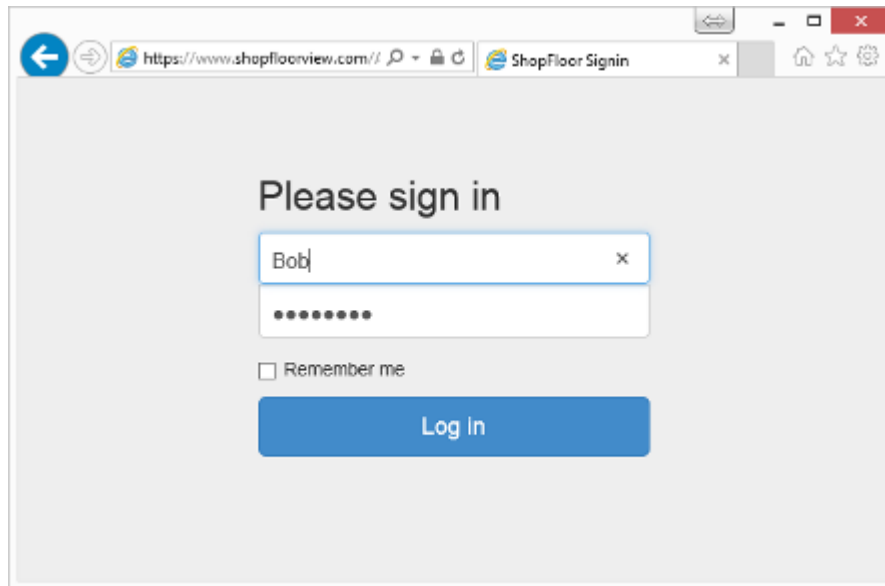 https://www.shopfloorview.com// ShopFloor Signin
Please sign in
Bob
••••••••
Remember me
Log in